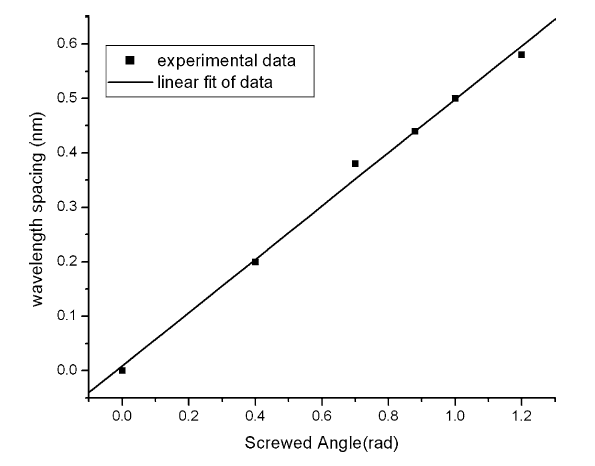 0.6
0.5
0.4
0.3
0.2
0.1
0.0
wavelength spacing (nm)
experimental data
linear fit of data
0.0 0.2 0.4 0.6 0.8 1.0 1.2
Screwed Angle(rad)